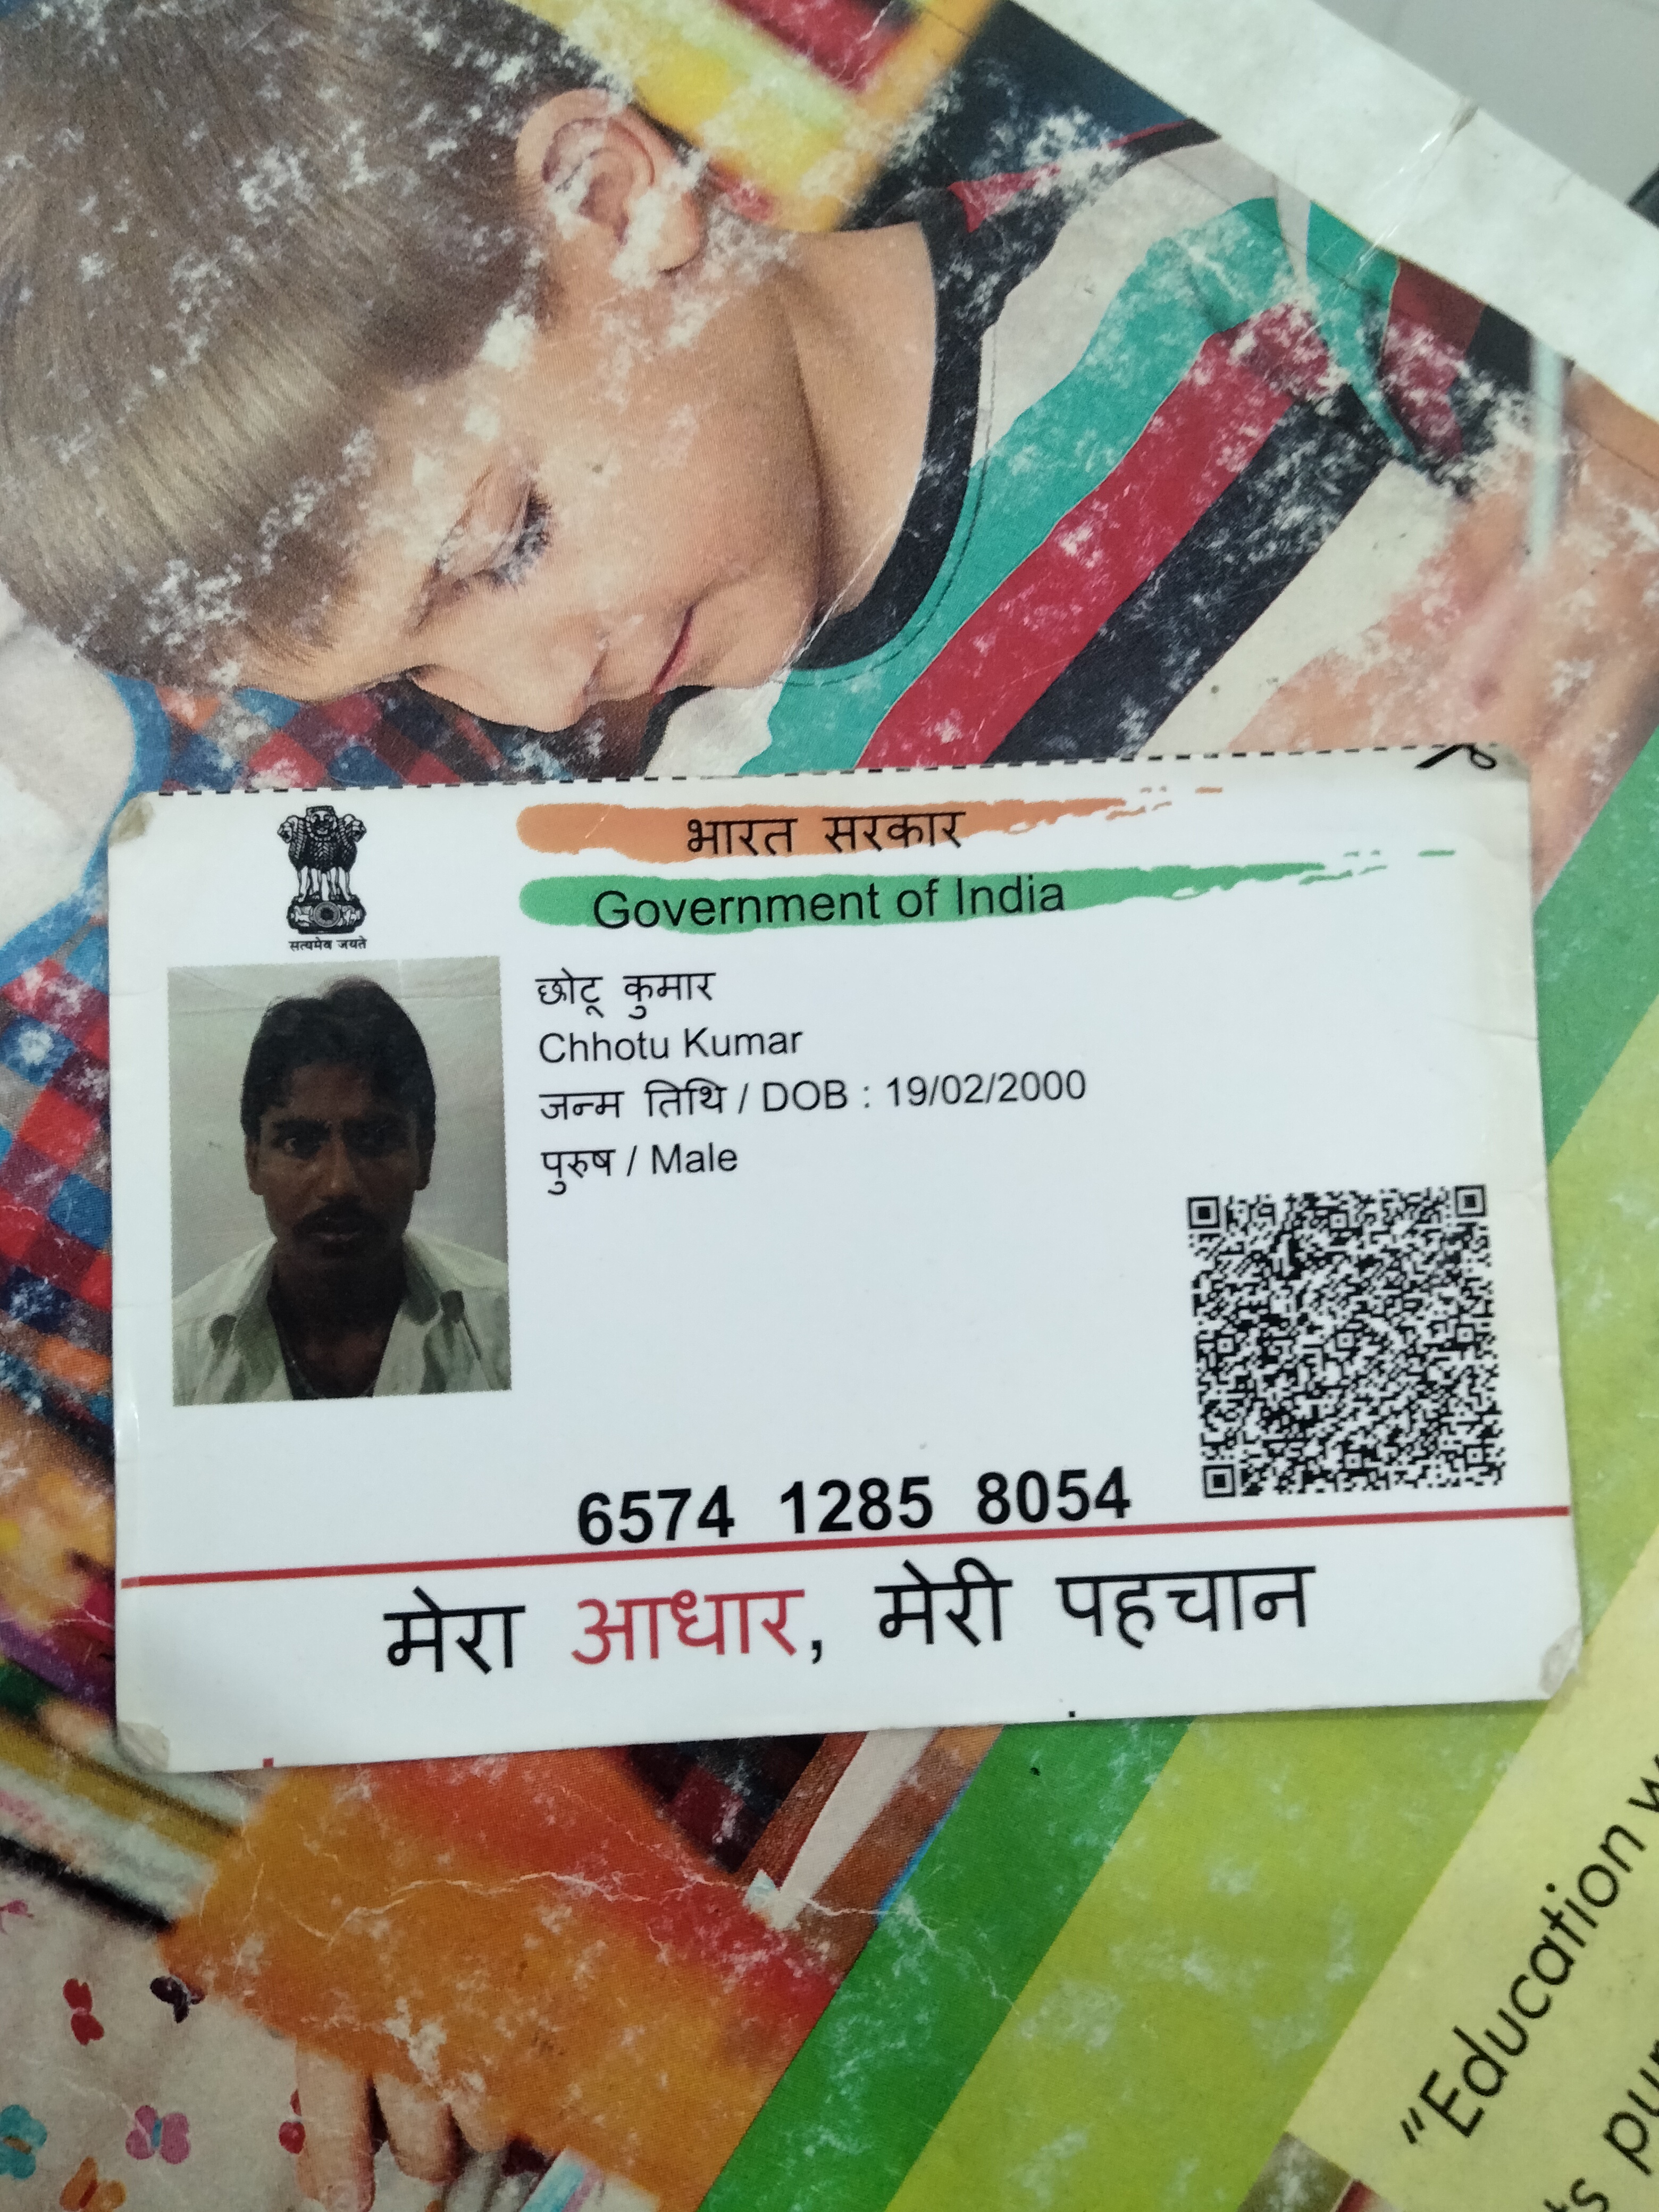 भारत सरकार
Government of India
सत्यमेव जयते
छोटू कुमार
Chhotu Kumar
जन्म तिथि / DOB : 19/02/2000
पुरुष / Male
6574 1285 8054
मेरा आधार, मेरी पहचान
"Education